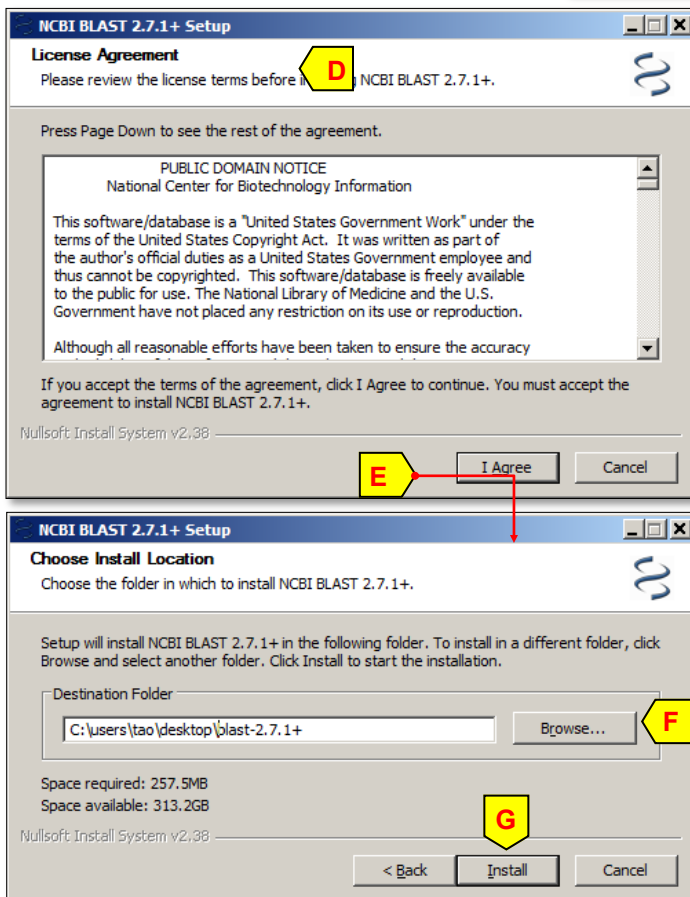 NCBI BLAST 2.7.1+ Setup
License Agreement
Please review the license terms before in g NCBI BLAST 2.7.1+.
D
Press Page Down to see the rest of the agreement.
PUBLIC DOMAIN NOTICE
National Center for Biotechnology Information
This software/database is a "United States Government Work" under the
terms of the United States Copyright Act. It was written as part of
the author's official duties as a United States Government employee and
thus cannot be copyrighted. This software/database is freely available
to the public for use. The National Library of Medicine and the U.S.
Government have not placed any restriction on its use or reproduction.
Although all reasonable efforts have been taken to ensure the accuracy
If you accept the terms of the agreement, click I Agree to continue. You must accept the
agreement to install NCBI BLAST 2.7.1+.
Nullsoft Install System v2.38
E
I Agree
Cancel
NCBI BLAST 2.7.1+ Setup
Choose Install Location
Choose the folder in which to install NCBI BLAST 2.7.1+.
Setup will install NCBI BLAST 2.7.1+ in the following folder. To install in a different folder, click
Browse and select another folder. Click Install to start the installation.
Destination Folder
C:\users\tao\desktop\blast-2.7.1+
Browse...
F
Space required: 257.5MB
Space available: 313.2GB
G
Nullsoft Install System v2.38
< Back
Install
Cancel